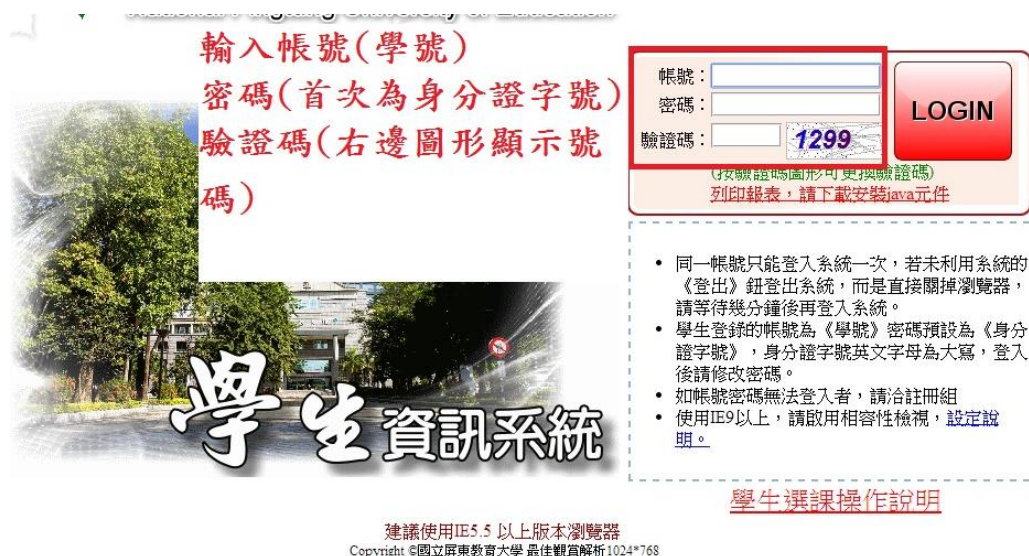 National Pingtung University of Education
輸入帳號(學號)
密碼(首次為身分證字號)
驗證碼(右邊圖形顯示號
碼)
帳號：
密碼：
驗證碼：
1299
LOGIN
(按驗證碼圖形可更換驗證碼)
列印報表，請下載安裝java元件
• 同一帳號只能登入系統一次，若未利用系統的
《登出》鈕登出系統，而是直接關掉瀏覽器，
請等待幾分鐘後再登入系統。
• 學生登錄的帳號為《學號》密碼預設為《身分
證字號》，身分證字號英文字母為大寫，登入
後請修改密碼。
• 如帳號密碼無法登入者，請洽註冊組
• 使用IE9以上，請啟用相容性檢視，設定說
明。
學生資訊系統
學生選課操作說明
建議使用IE5.5 以上版本瀏覽器
Copyright ©國立屏東教育大學 最佳觀賞解析1024*768